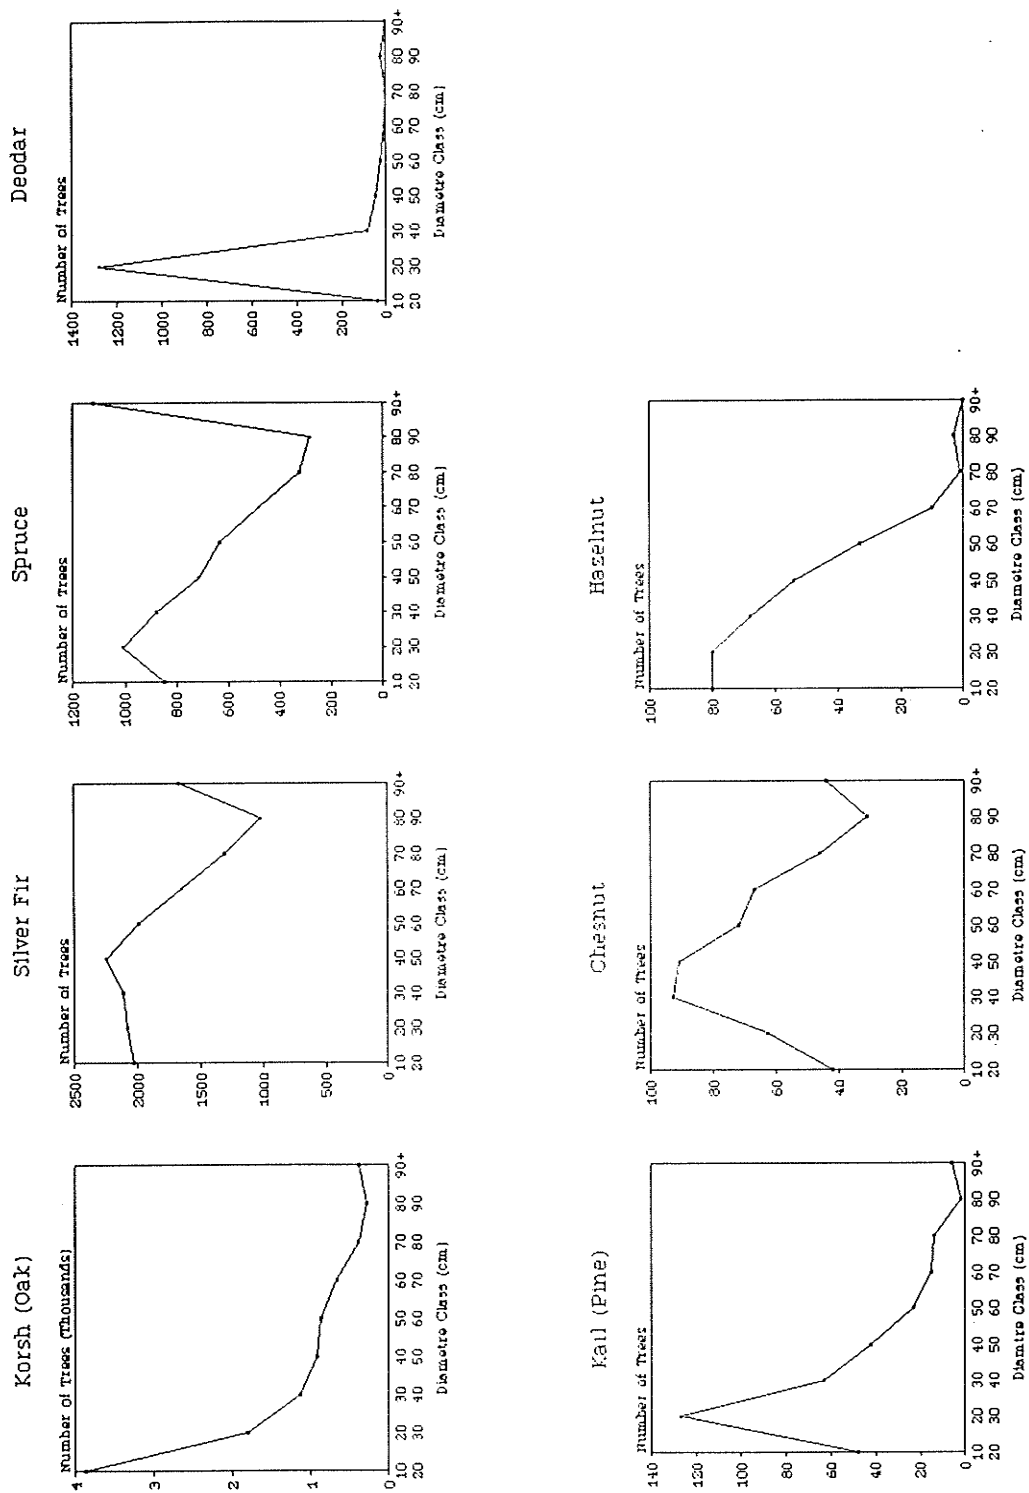 Korsh (Oak)
Number of Trees (Thousands)
4
3
2
1
0
10 20 30 40 50 60 70 80 90+
20 30 40 50 60 70 80 90
Diametre Class (cm)
Silver Fir
Number of Trees
2500
2000
1500
1000
500
0
10 20 30 40 50 60 70 80 90+
20 30 40 50 60 70 80 90
Diametre Class (cm)
Spruce
Number of Trees
1200
1000
800
600
400
200
0
10 20 30 40 50 60 70 80 90+
20 30 40 50 60 70 80 90
Diametre Class (cm)
Deodar
Number of Trees
1400
1200
1000
800
600
400
200
0
10 20 30 40 50 60 70 80 90+
20 30 40 50 60 70 80 90
Diametre Class (cm)
Kail (Pine)
Number of Trees
140
120
100
80
60
40
20
0
10 20 30 40 50 60 70 80 90+
20 30 40 50 60 70 80 90
Diametre Class (cm)
Chesnut
Number of Trees
100
80
60
40
20
0
10 20 30 40 50 60 70 80 90+
20 30 40 50 60 70 80 90
Diametre Class (cm)
Hazelnut
Number of Trees
100
80
60
40
20
0
10 20 30 40 50 60 70 80 90+
20 30 40 50 60 70 80 90
Diametre Class (cm)